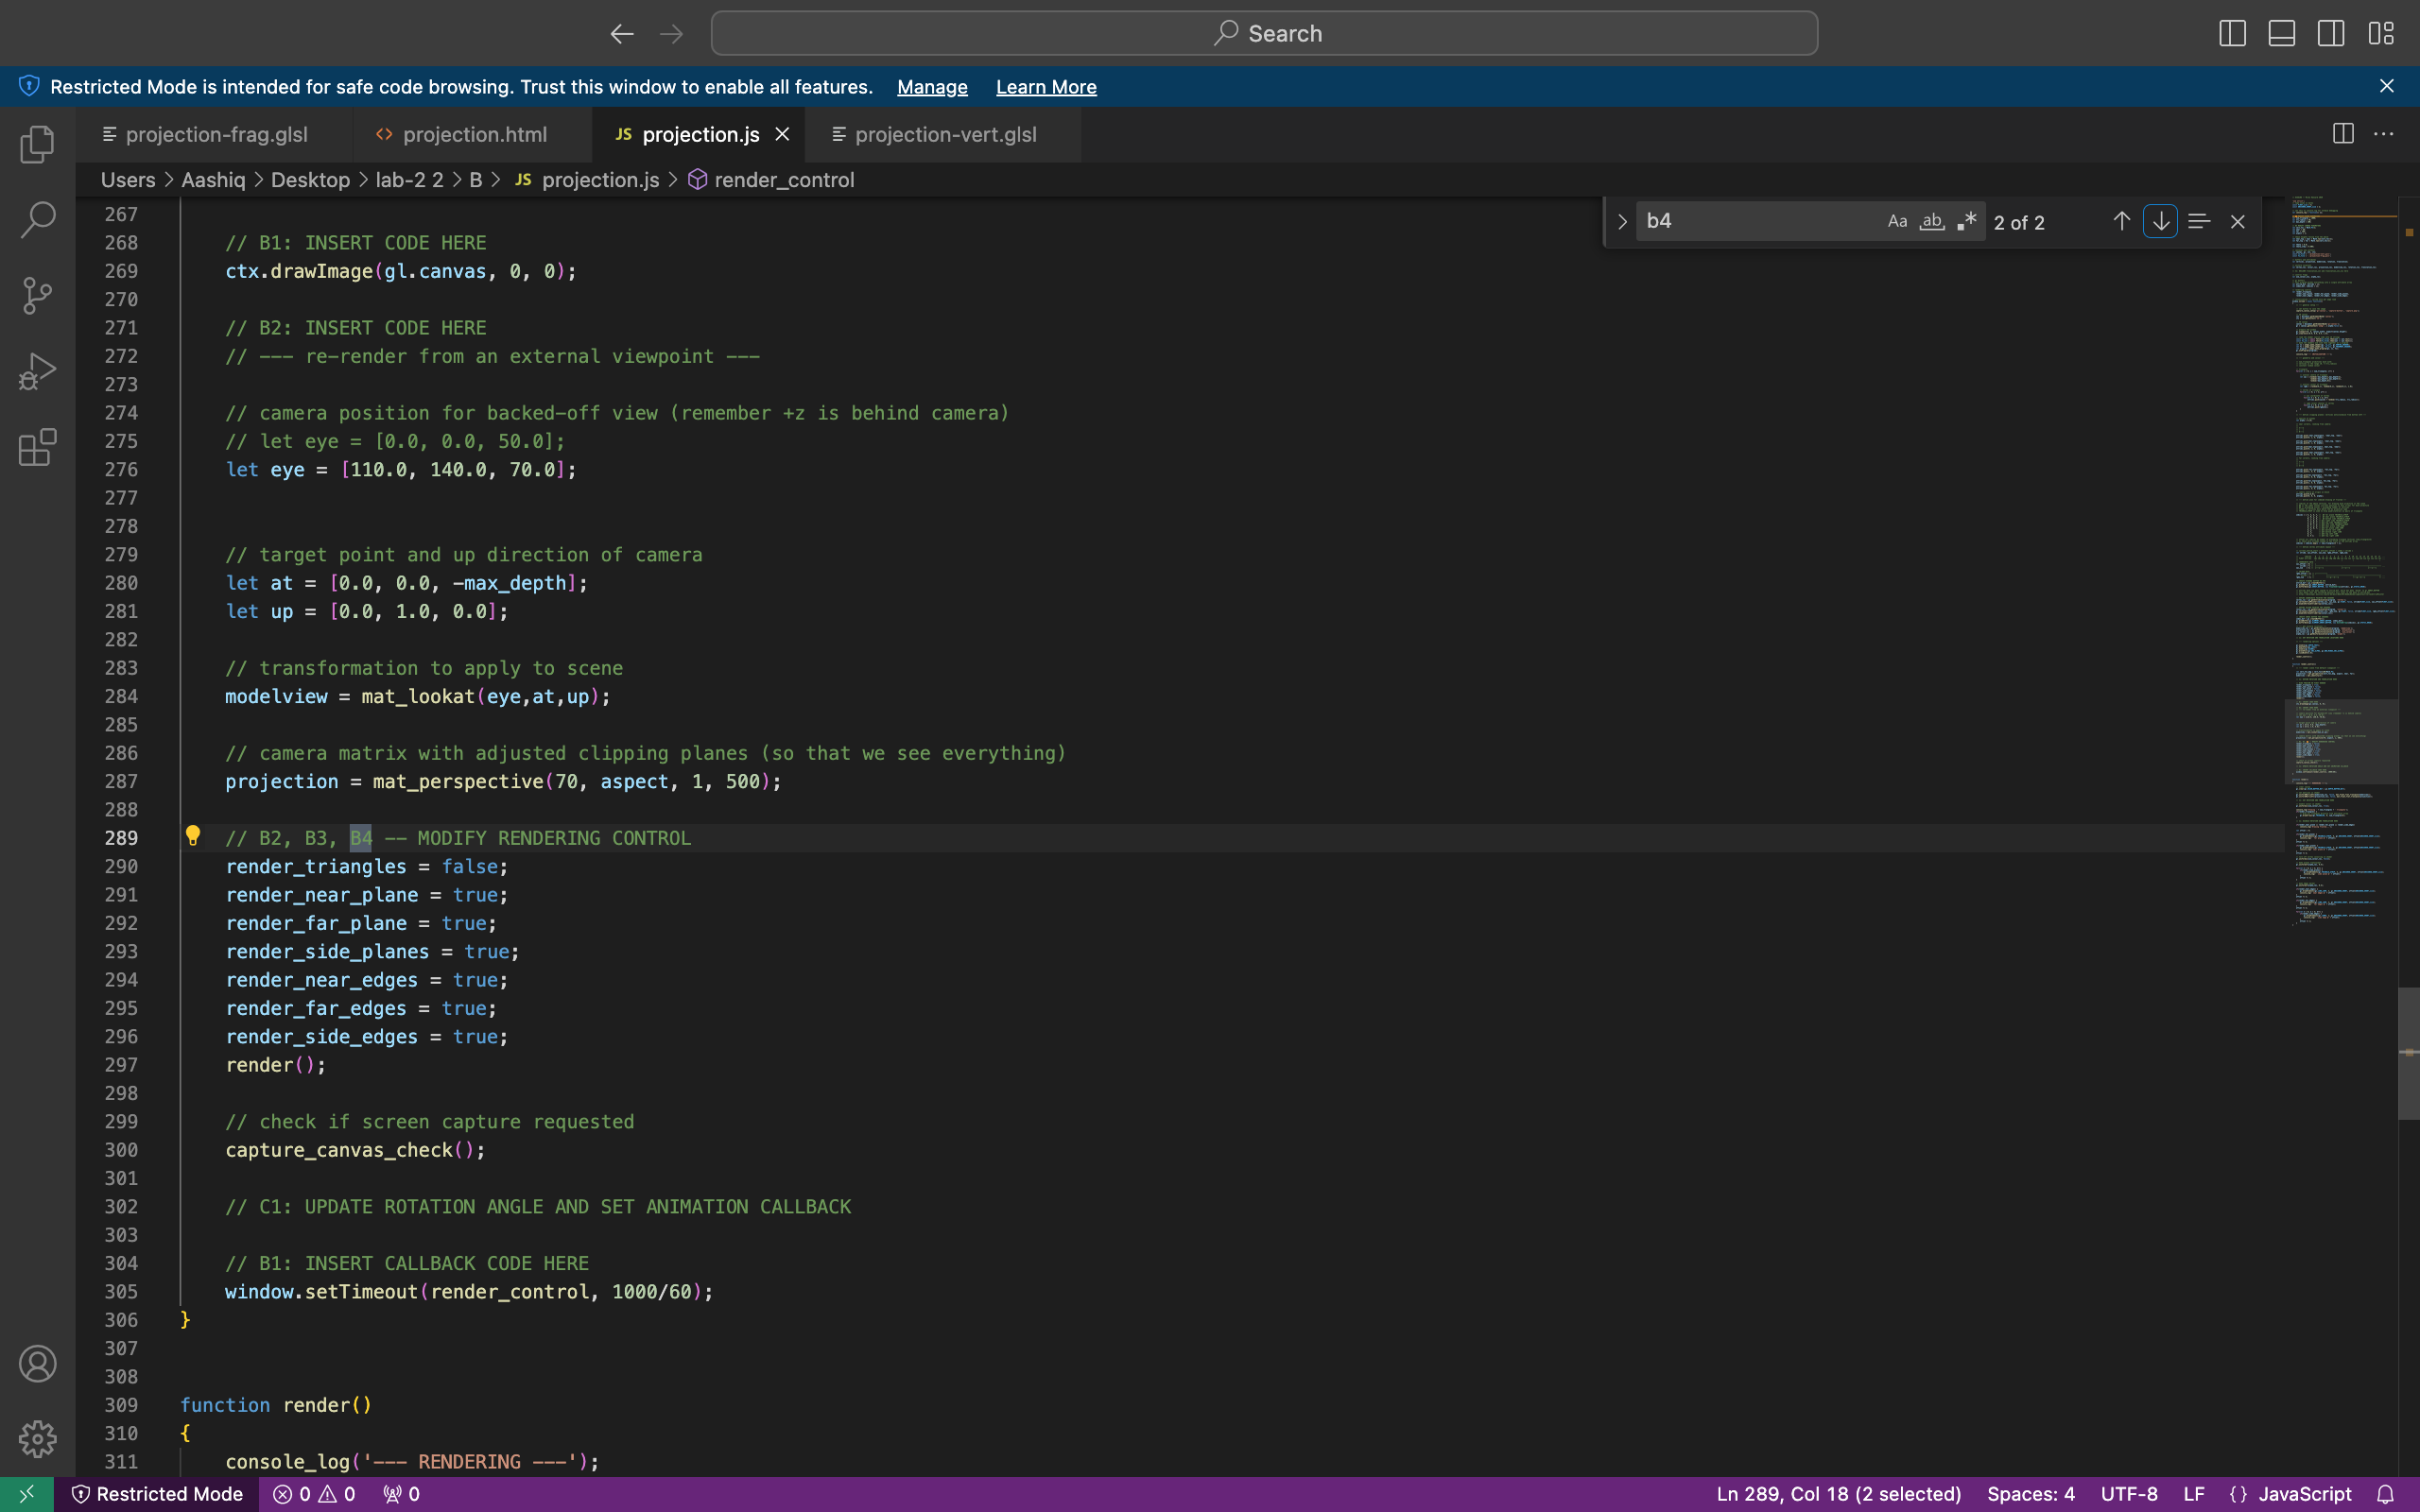 Search
Restricted Mode is intended for safe code browsing. Trust this window to enable all features. Manage Learn More
projection-frag.glsl <> projection.html JS projection.js projection-vert.glsl
Users > Aashiq > Desktop > lab-2 2 > B > JS projection.js > render_control
b4 Aa ab .* 2 of 2
267
268 // B1: INSERT CODE HERE
269 ctx.drawImage(gl.canvas, 0, 0);
270
271 // B2: INSERT CODE HERE
272 // --- re-render from an external viewpoint ---
273
274 // camera position for backed-off view (remember +z is behind camera)
275 // let eye = [0.0, 0.0, 50.0];
276 let eye = [110.0, 140.0, 70.0];
277
278
279 // target point and up direction of camera
280 let at = [0.0, 0.0, -max_depth];
281 let up = [0.0, 1.0, 0.0];
282
283 // transformation to apply to scene
284 modelview = mat_lookat(eye,at,up);
285
286 // camera matrix with adjusted clipping planes (so that we see everything)
287 projection = mat_perspective(70, aspect, 1, 500);
288
289 // B2, B3, B4 -- MODIFY RENDERING CONTROL
290 render_triangles = false;
291 render_near_plane = true;
292 render_far_plane = true;
293 render_side_planes = true;
294 render_near_edges = true;
295 render_far_edges = true;
296 render_side_edges = true;
297 render();
298
299 // check if screen capture requested
300 capture_canvas_check();
301
302 // C1: UPDATE ROTATION ANGLE AND SET ANIMATION CALLBACK
303
304 // B1: INSERT CALLBACK CODE HERE
305 window.setTimeout(render_control, 1000/60);
306 }
307
308
309 function render()
310 {
311 console_log('--- RENDERING ---');
Restricted Mode 0 0 0 Ln 289, Col 18 (2 selected) Spaces: 4 UTF-8 LF {} JavaScript